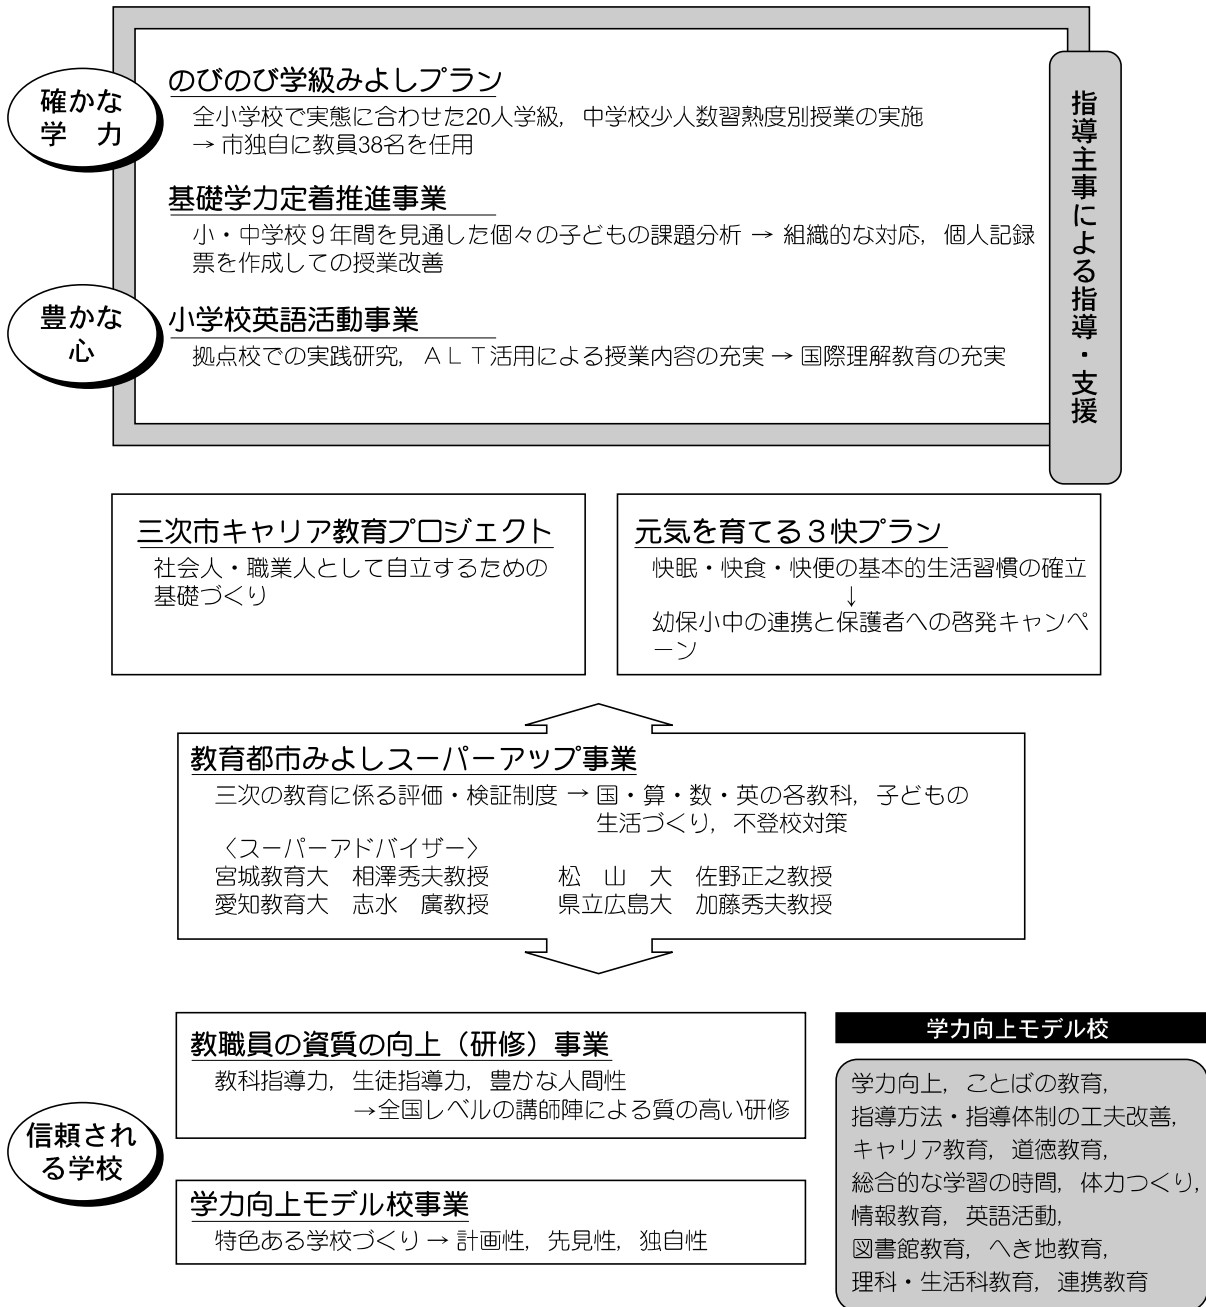 確かな
学　力
のびのび学級みよしプラン
全小学校で実態に合わせた20人学級，中学校少人数習熟度別授業の実施
→ 市独自に教員38名を任用
基礎学力定着推進事業
小・中学校９年間を見通した個々の子どもの課題分析 → 組織的な対応，個人記録
票を作成しての授業改善
豊かな
心
小学校英語活動事業
拠点校での実践研究，ＡＬＴ活用による授業内容の充実 → 国際理解教育の充実
指導主事による指導・支援
三次市キャリア教育プロジェクト
社会人・職業人として自立するための
基礎づくり
元気を育てる３快プラン
快眠・快食・快便の基本的生活習慣の確立
↓
幼保小中の連携と保護者への啓発キャンペ
ーン
教育都市みよしスーパーアップ事業
三次の教育に係る評価・検証制度 → 国・算・数・英の各教科，子どもの
生活づくり，不登校対策
〈スーパーアドバイザー〉
宮城教育大　相澤秀夫教授　　　松　山　大　佐野正之教授
愛知教育大　志水　廣教授　　　県立広島大　加藤秀夫教授
教職員の資質の向上（研修）事業
教科指導力，生徒指導力，豊かな人間性
→全国レベルの講師陣による質の高い研修
信頼され
る学校
学力向上モデル校事業
特色ある学校づくり → 計画性，先見性，独自性
学力向上モデル校
学力向上，ことばの教育，
指導方法・指導体制の工夫改善，
キャリア教育，道徳教育，
総合的な学習の時間，体力つくり，
情報教育，英語活動，
図書館教育，へき地教育，
理科・生活科教育，連携教育